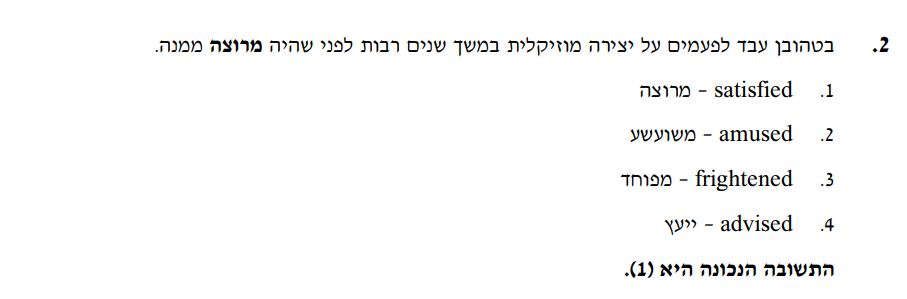 2. בטהובן עבד לפעמים על יצירה מוזיקלית במשך שנים רבות לפני שהיה מרוצה ממנה.
1. satisfied – מרוצה
2. amused – משועשע
3. frightened – מפוחד
4. advised – ייעץ
התשובה הנכונה היא (1).